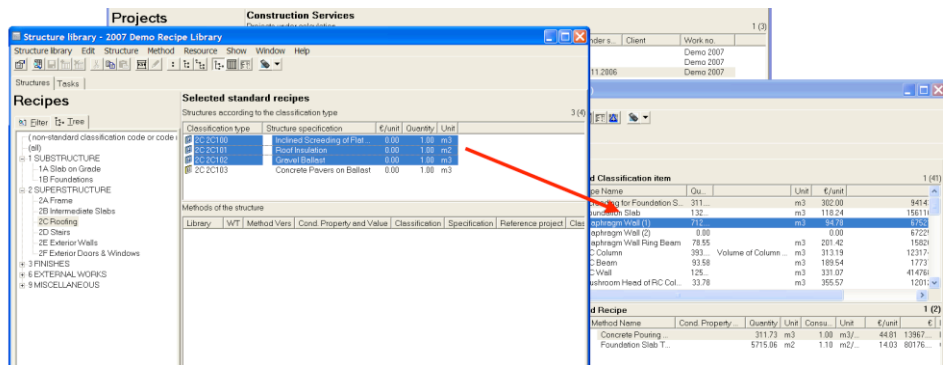 Projects
Construction Services
1 (3)
Client Work no.
Demo 2007
Demo 2007
11.2006 Demo 2007
Structure library - 2007 Demo Recipe Library
Structure library Edit Structure Method Resource Show Window Help
Structures Tasks
Recipes
Filter Tree
( non-standard classification code or code
(all)
1 SUBSTRUCTURE
1A Slab on Grade
1B Foundations
2 SUPERSTRUCTURE
2A Frame
2B Intermediate Slabs
2C Roofing
2D Stairs
2E Exterior Walls
2F Exterior Doors & Windows
3 FINISHES
6 EXTERNAL WORKS
9 MISCELLANEOUS
Selected standard recipes
Structures according to the classification type 3 (4)
Classification type Structure specification €/unit Quantity Unit
2C 2C100 Inclined Screeding of Flat... 0.00 1.00 m3
2C 2C101 Roof Insulation 0.00 1.00 m2
2C 2C102 Gravel Ballast 0.00 1.00 m3
2C 2C103 Concrete Pavers on Ballast 0.00 1.00 m3
Methods of the structure
Library WT Method Vers Cond. Property and Value Classification Specification Reference project Clas
d Classification item 1 (41)
pe Name Qu... Unit €/unit
for Foundation S... 311... m3 302.00 9414
oundation Slab 132... m3 118.24 15611
aphragm Wall (1) 712... m3 94.78 6752
aphragm Wall (2) 0.00 0.00 6722
aphragm Wall Ring Beam 78.55 m3 201.42 1582
C Column 393... Volume of Column ... m3 313.19 12317
C Beam 93.58 m3 189.54 1773
C Wall 125... m3 331.07 41476
ushroom Head of RC Col... 33.78 m3 355.57 1201
d Recipe 1 (2)
Method Name Cond. Property ... Quantity Unit Consu... Unit €/unit €
Concrete Pouring ... 311.73 m3 1.00 m3/... 44.81 13967...
Foundation Slab T... 5715.06 m2 1.10 m2/... 14.03 80176...